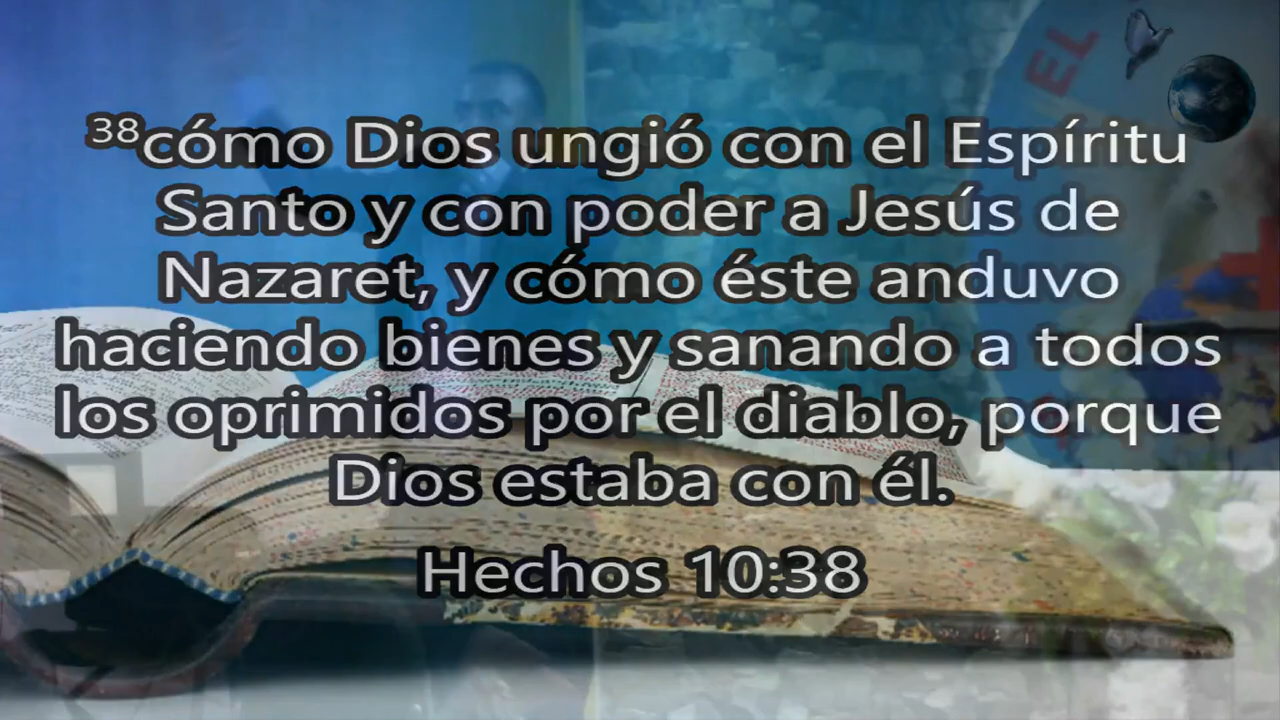 EL
³⁸cómo Dios ungió con el Espíritu
Santo y con poder a Jesús de
Nazaret, y cómo éste anduvo
haciendo bienes y sanando a todos
los oprimidos por el diablo, porque
Dios estaba con él.
Hechos 10:38